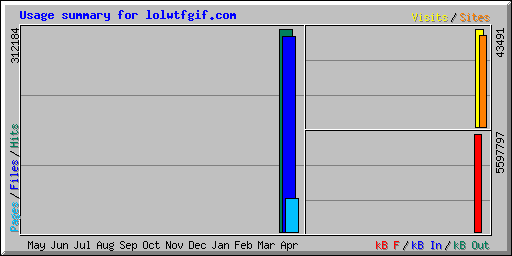 Usage summary for lolwtfgif.com
Visits/Sites
312184
43491
Pages/Files/Hits
5597797
May Jun Jul Aug Sep Oct Nov Dec Jan Feb Mar Apr
kB F/kB In/kB Out